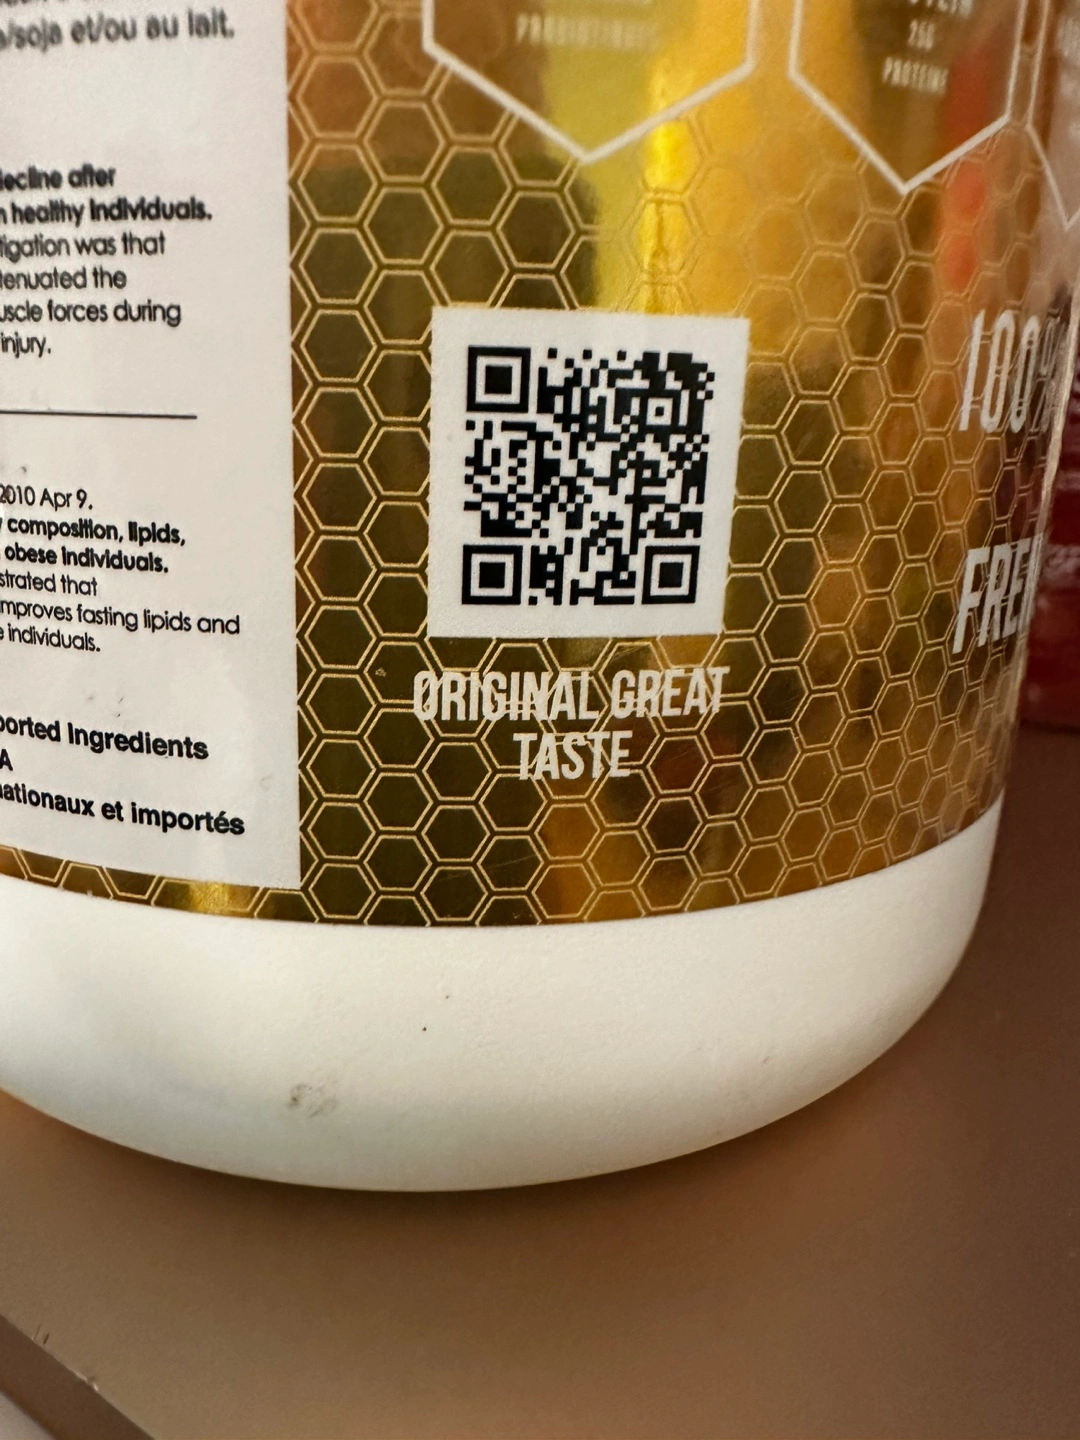 /soja et/ou au lait.
decline after
healthy individuals.
tigation was that
tenuated the
uscle forces during
injury.
2010 Apr 9.
composition, lipids,
obese individuals.
strated that
mproves fasting lipids and
individuals.
ported Ingredients
A
nationaux et importés
25G
PROTEINE
ORIGINAL GREAT
TASTE
100%
FRE